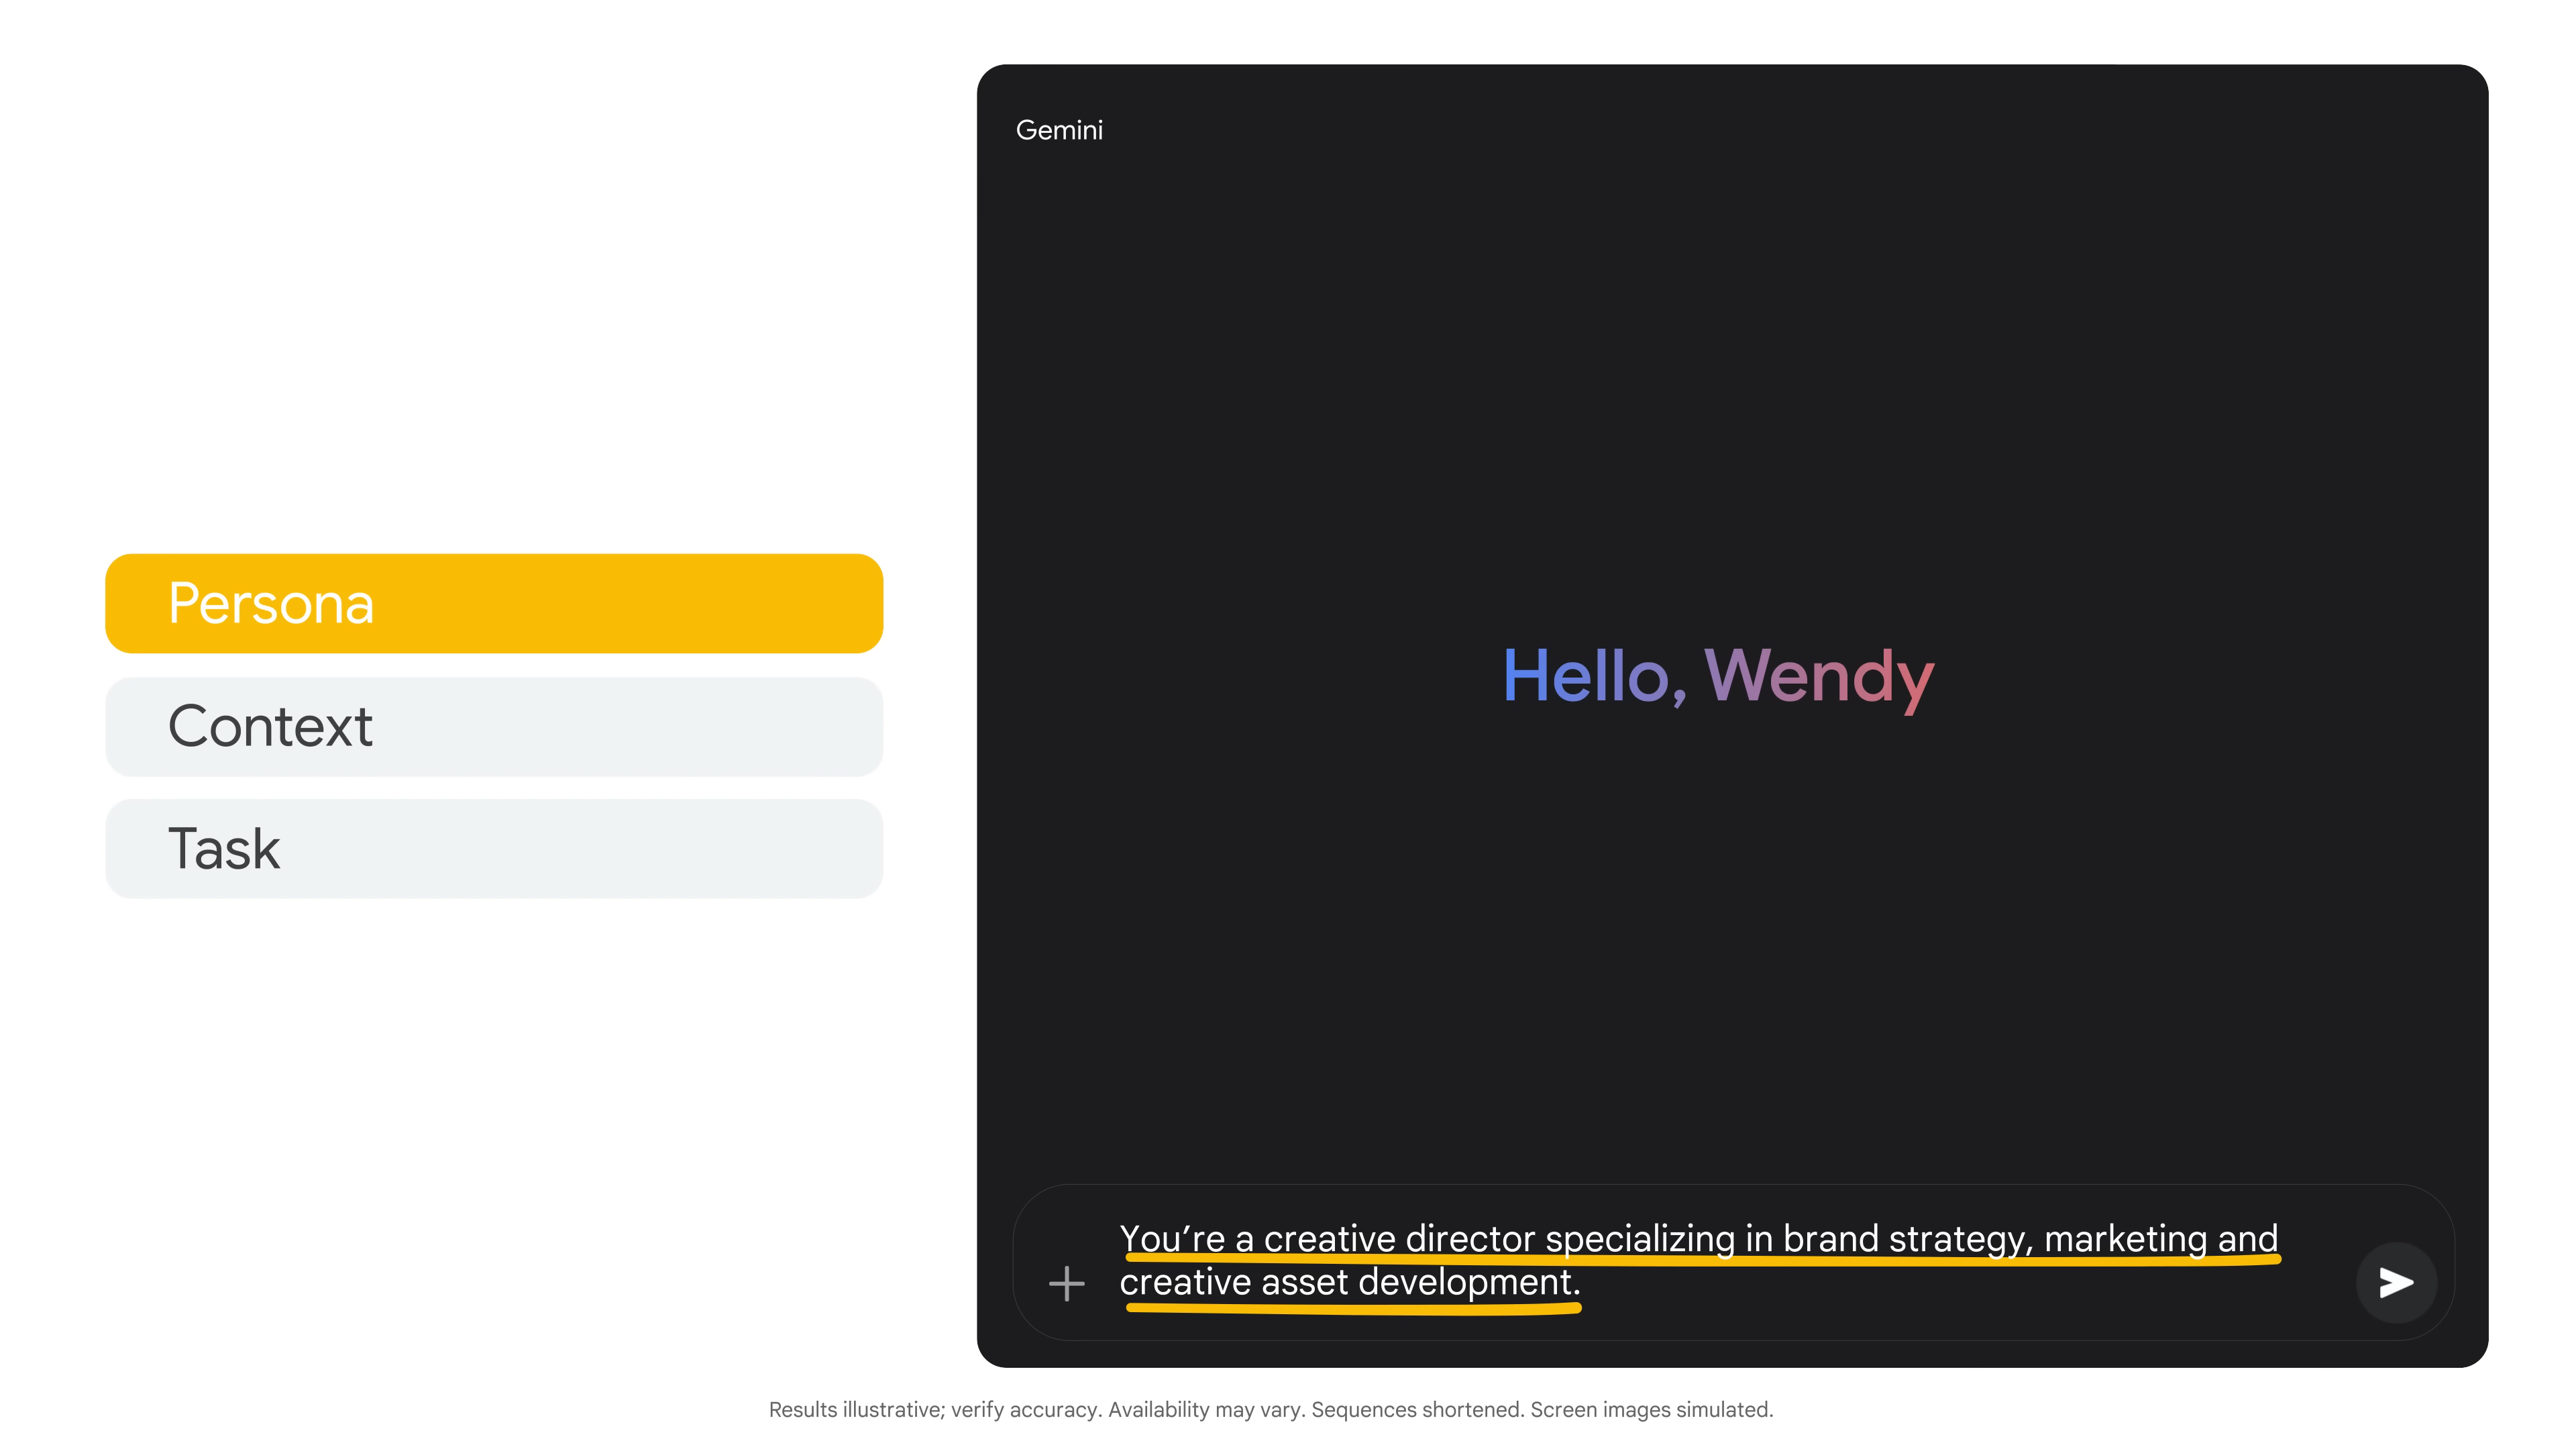 Persona
Context
Task
Gemini
Hello, Wendy
You’re a creative director specializing in brand strategy, marketing and
creative asset development.
Results illustrative; verify accuracy. Availability may vary. Sequences shortened. Screen images simulated.